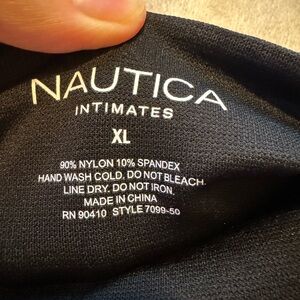 NAUTICA
INTIMATES
XL
90% NYLON 10% SPANDEX
HAND WASH COLD. DO NOT BLEACH.
LINE DRY. DO NOT IRON.
MADE IN CHINA
RN 90410 STYLE 7099-50